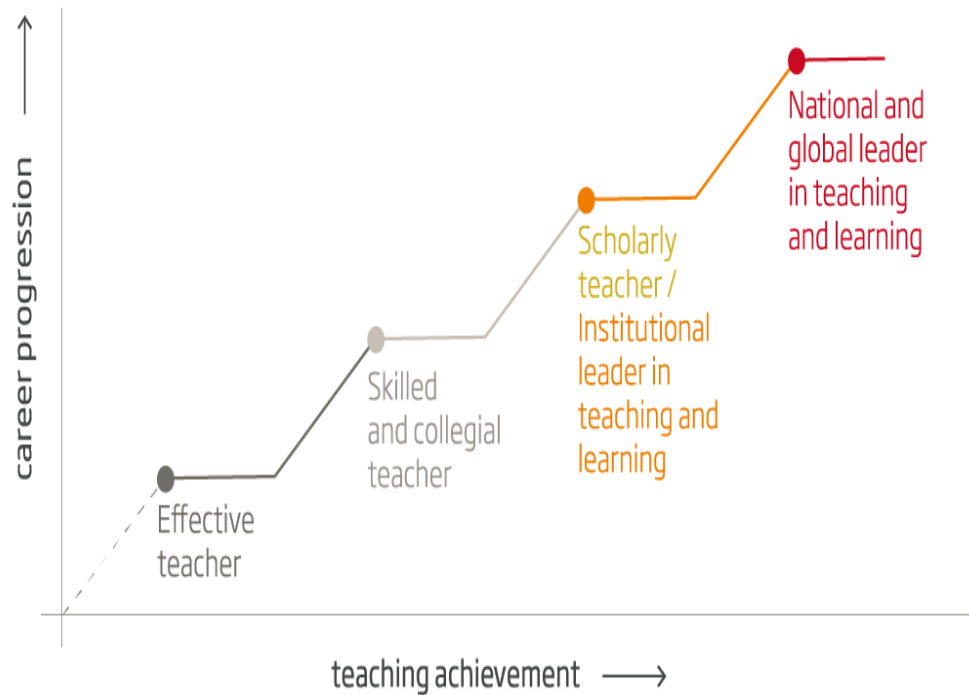 career progression
National and
global leader
in teaching
and learning
Scholarly
teacher /
Institutional
leader in
teaching and
learning
Skilled
and collegial
teacher
Effective
teacher
teaching achievement